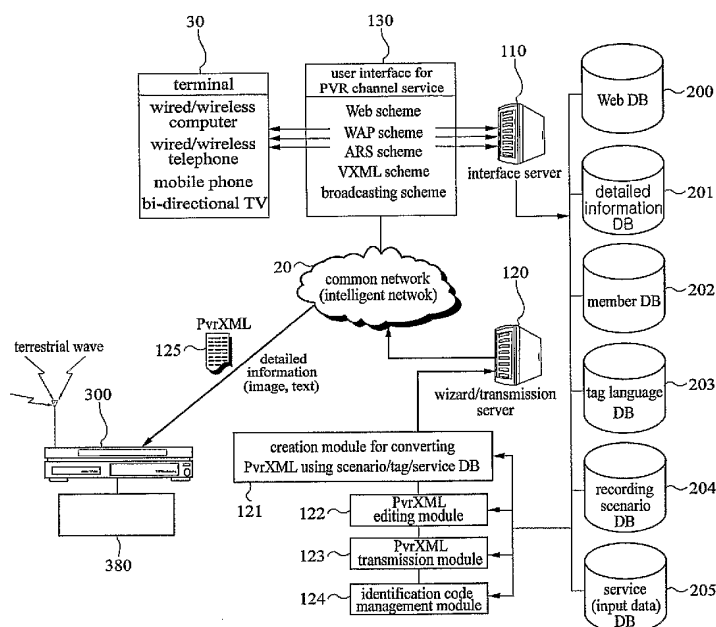 30
130
110
terminal
wired/wireless
computer
wired/wireless
telephone
mobile phone
bi-directional TV
user interface for
PVR channel service
Web scheme
WAP scheme
ARS scheme
VXML scheme
broadcasting scheme
interface server
Web DB
200
detailed
information
DB
201
member DB
202
tag language
DB
203
recording
scenario
DB
204
service
(input data)
DB
205
20
common network
(intelligent netwok)
120
wizard/transmission
server
PvrXML
125
detailed
information
(image, text)
terrestrial wave
300
380
creation module for converting
PvrXML using scenario/tag/service DB
121
122
PvrXML
editing module
123
PvrXML
transmission module
124
identification code
management module